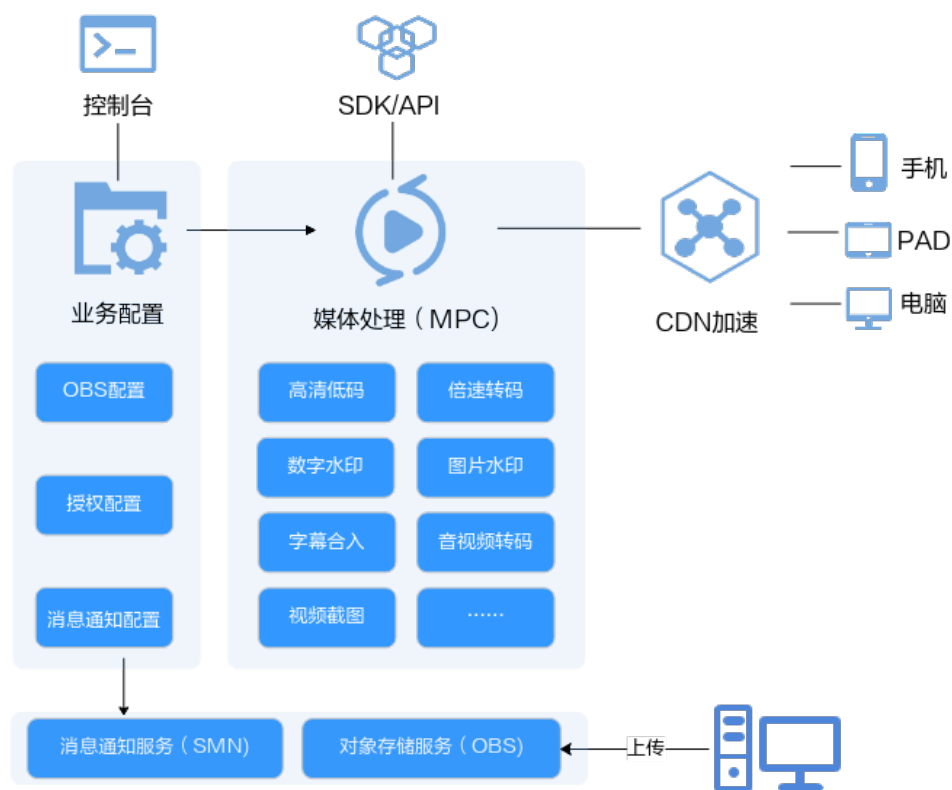 控制台
SDK/API
手机
PAD
电脑
业务配置
媒体处理（MPC）
CDN加速
OBS配置
高清低码
倍速转码
数字水印
图片水印
授权配置
字幕合入
音视频转码
消息通知配置
视频截图
……
消息通知服务（SMN)
对象存储服务（OBS)
上传